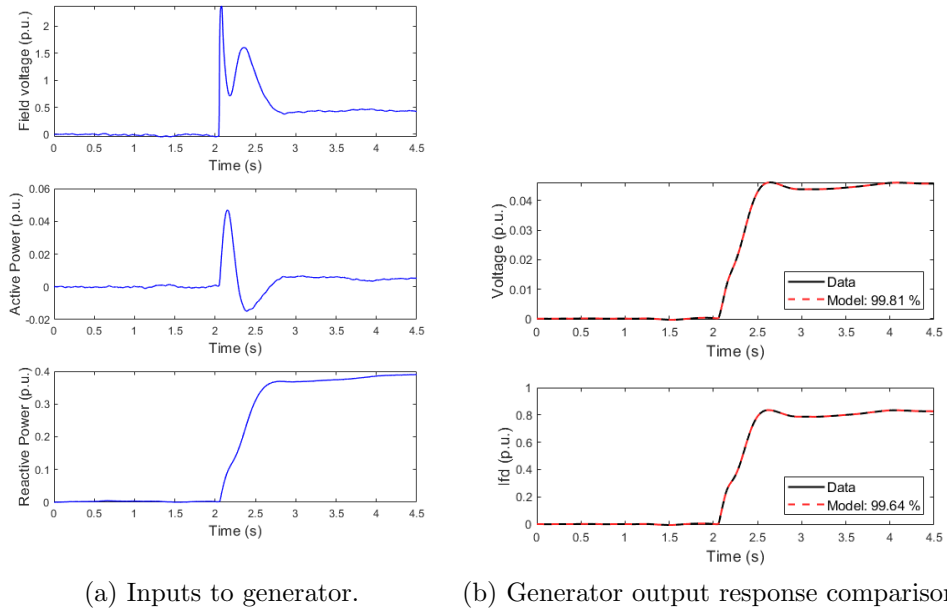 Field voltage (p.u.)
2
1.5
1
0.5
0
0 0.5 1 1.5 2 2.5 3 3.5 4 4.5
Time (s)
Active Power (p.u.)
0.06
0.04
0.02
0
-0.02
0 0.5 1 1.5 2 2.5 3 3.5 4 4.5
Time (s)
Reactive Power (p.u.)
0.4
0.3
0.2
0.1
0
0 0.5 1 1.5 2 2.5 3 3.5 4 4.5
Time (s)
(a) Inputs to generator.
Voltage (p.u.)
0.04
0.03
0.02
0.01
0
Data
Model: 99.81 %
0 0.5 1 1.5 2 2.5 3 3.5 4 4.5
Time (s)
Ifd (p.u.)
1
0.8
0.6
0.4
0.2
0
Data
Model: 99.64 %
0 0.5 1 1.5 2 2.5 3 3.5 4 4.5
Time (s)
(b) Generator output response comparison